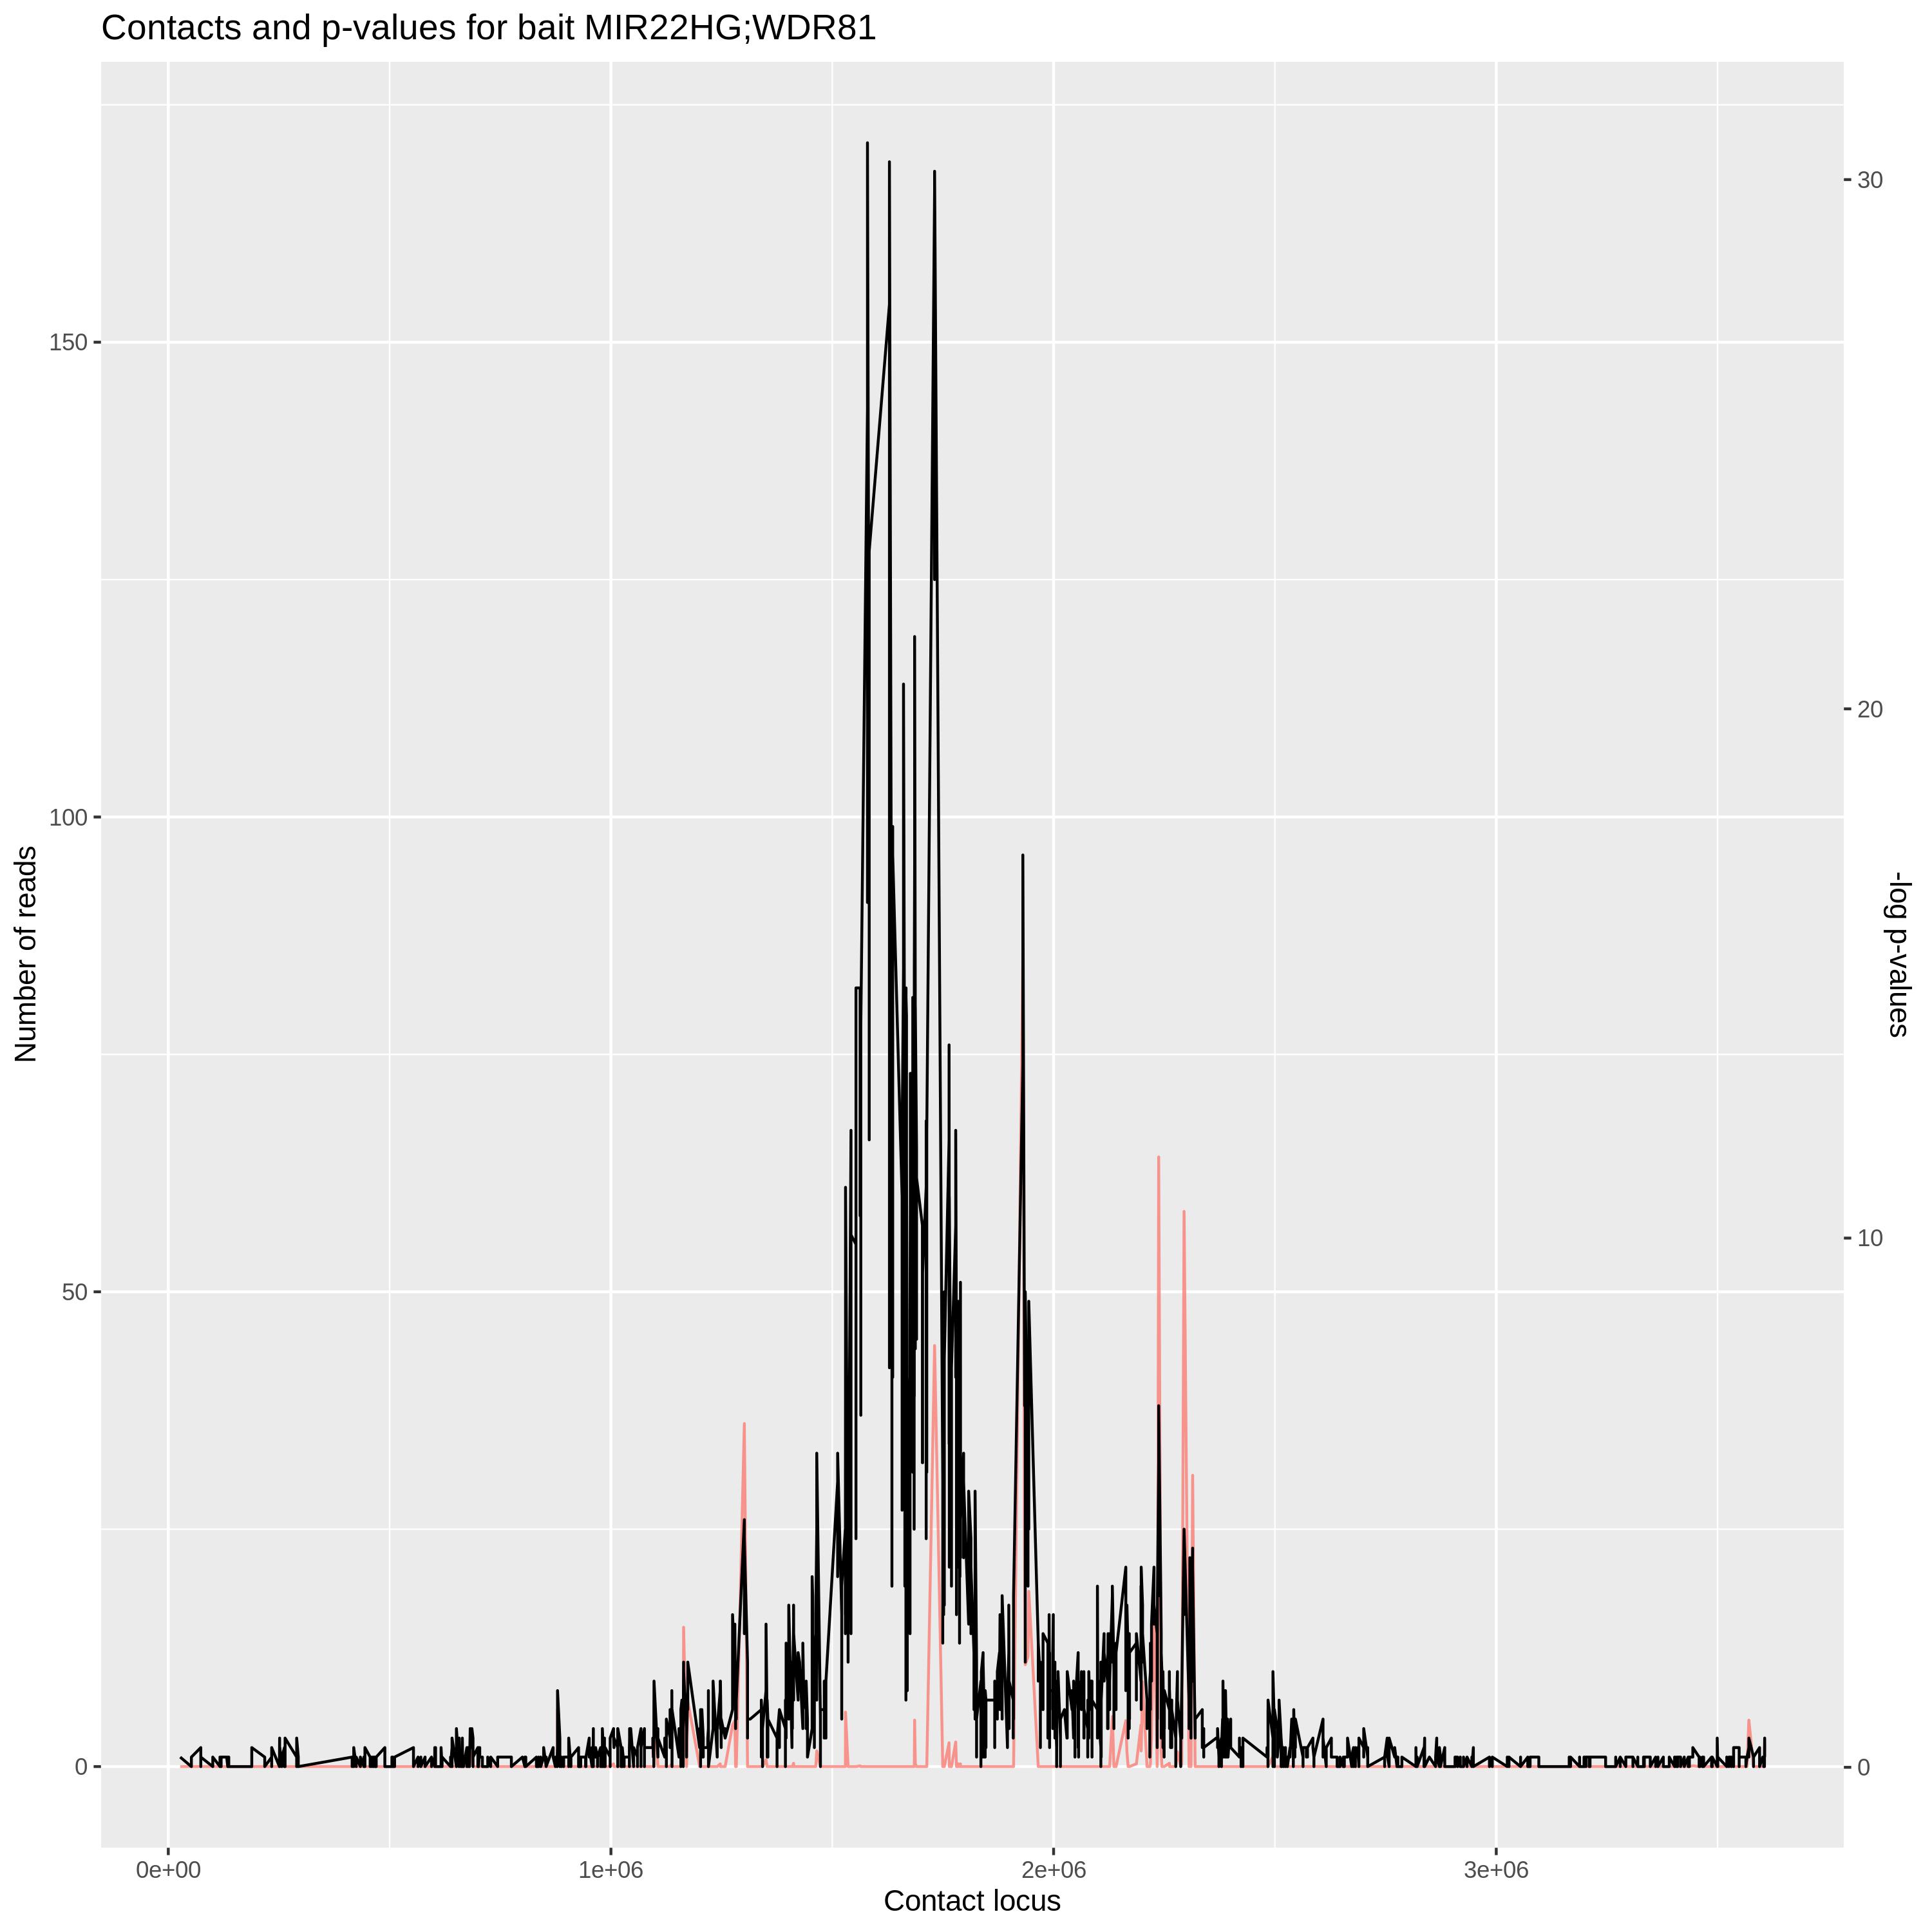 Contacts and p-values for bait MIR22HG;WDR81
Number of reads
150
100
50
0
30
20
10
0
-log p-values
0e+00
1e+06
2e+06
3e+06
Contact locus